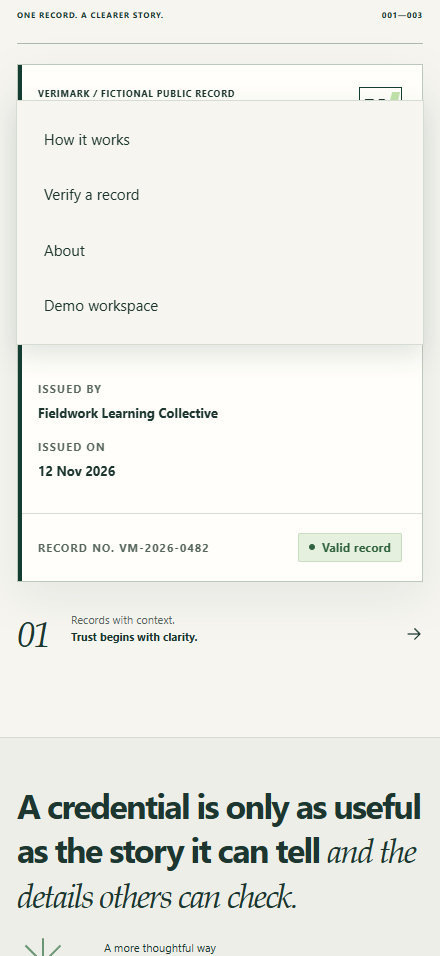 ONE RECORD. A CLEARER STORY.
001—003
VERIMARK / FICTIONAL PUBLIC RECORD
How it works
Verify a record
About
Demo workspace
ISSUED BY
Fieldwork Learning Collective
ISSUED ON
12 Nov 2026
RECORD NO. VM-2026-0482
Valid record
01
Records with context.
Trust begins with clarity.
A credential is only as useful
as the story it can tell and the
details others can check.
A more thoughtful way